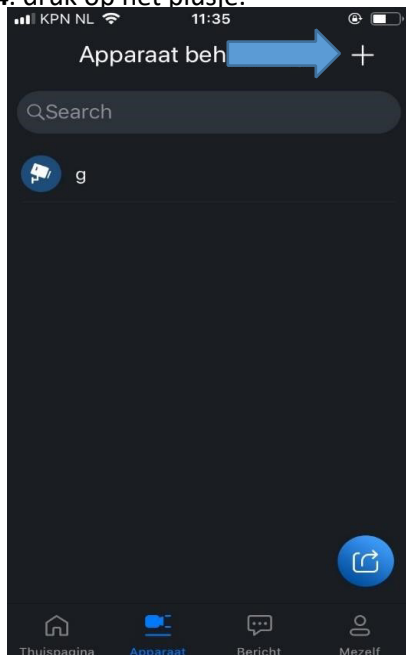 4. druk op het plusje.
KPN NL 11:35
Apparaat beh
Search
g
Thuispagina Apparaat Bericht Mezelf